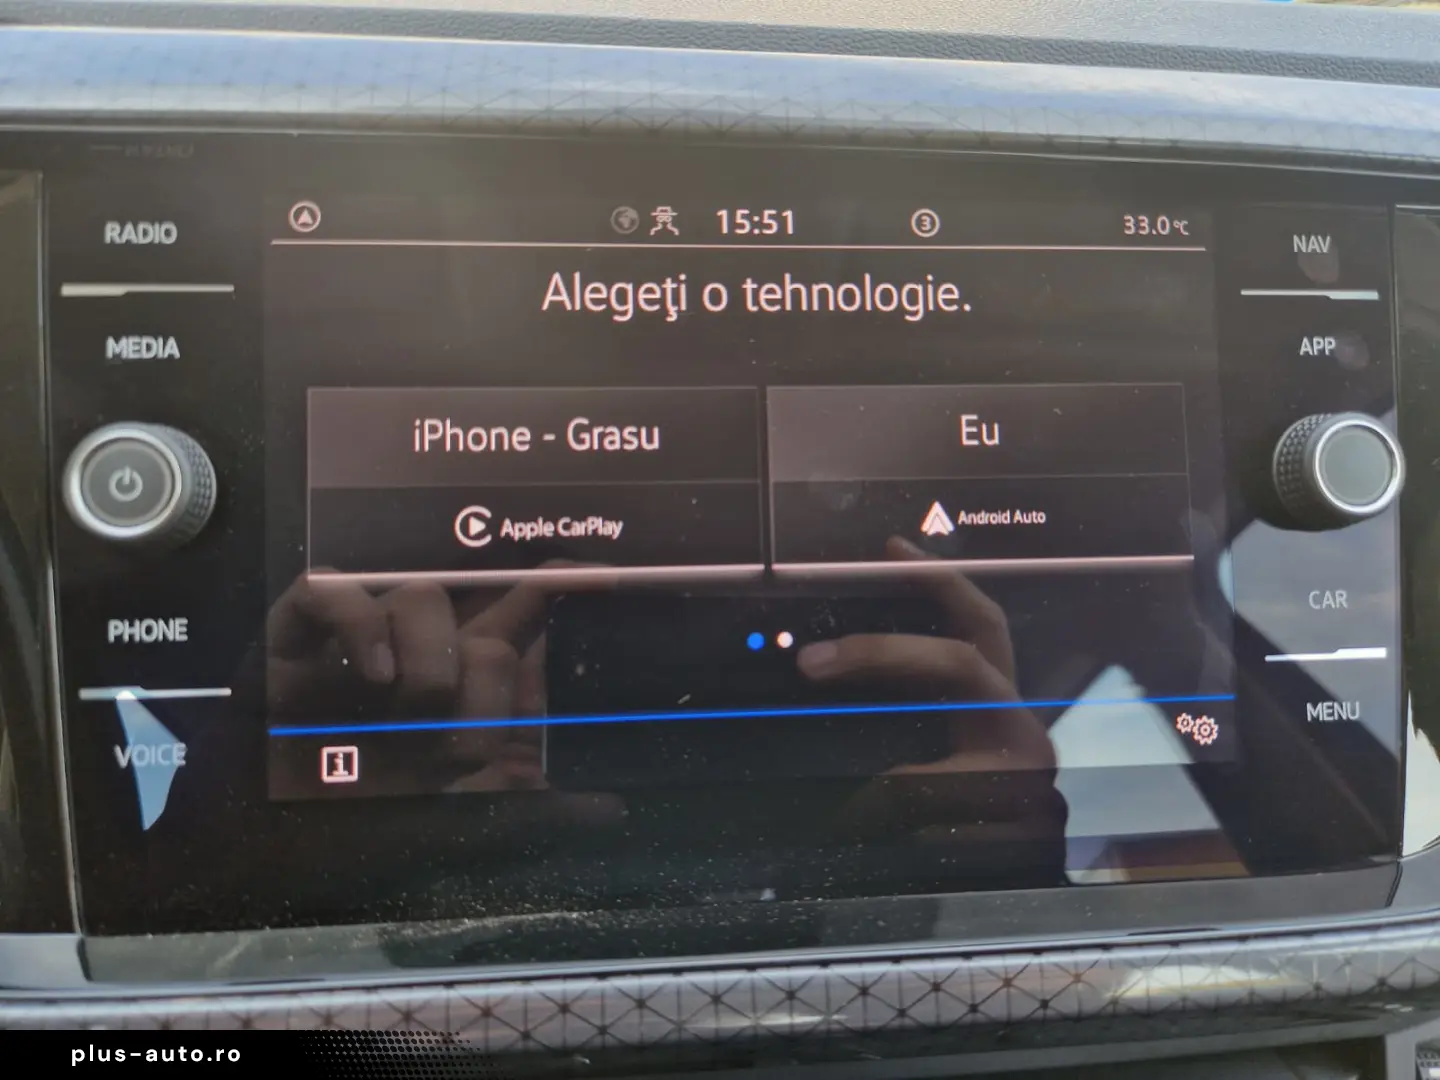 RADIO
MEDIA
PHONE
VOICE
15:51
3
33.0°C
Alegeţi o tehnologie.
iPhone - Grasu
Apple CarPlay
Eu
Android Auto
i
NAV
APP
CAR
MENU
plus-auto.ro